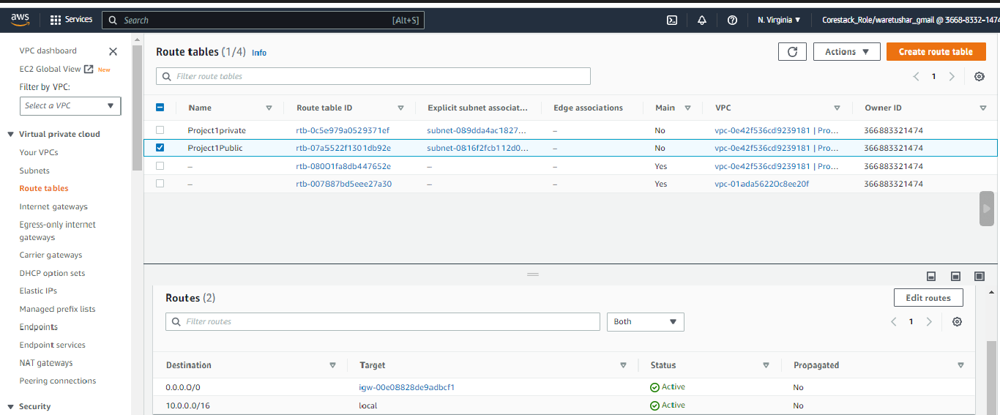 aws Services Search [Alt+S] N. Virginia ▼ Corestack_Role/waretushar_gmail @ 3668-8332-1474
VPC dashboard
EC2 Global View New
Filter by VPC:
Select a VPC
Virtual private cloud
Your VPCs
Subnets
Route tables
Internet gateways
Egress-only internet
gateways
Carrier gateways
DHCP option sets
Elastic IPs
Managed prefix lists
Endpoints
Endpoint services
NAT gateways
Peering connections
Security
Route tables (1/4) Info Actions ▼ Create route table
Filter route tables 1
Name Route table ID Explicit subnet associat... Edge associations Main VPC Owner ID
Project1private rtb-0c5e979a0529371ef subnet-089dda4ac1827... – No vpc-0e42f536cd9239181 | Pro... 366883321474
Project1Public rtb-07a5522f1301db92e subnet-0816f2fcb112d0... – No vpc-0e42f536cd9239181 | Pro... 366883321474
– rtb-08001fa8db447652e – – Yes vpc-0e42f536cd9239181 | Pro... 366883321474
– rtb-007887bd5eee27a30 – – Yes vpc-01ada56220c8ee20f 366883321474
Routes (2) Edit routes
Filter routes Both 1
Destination Target Status Propagated
0.0.0.0/0 igw-00e08828de9adbcf1 Active No
10.0.0.0/16 local Active No